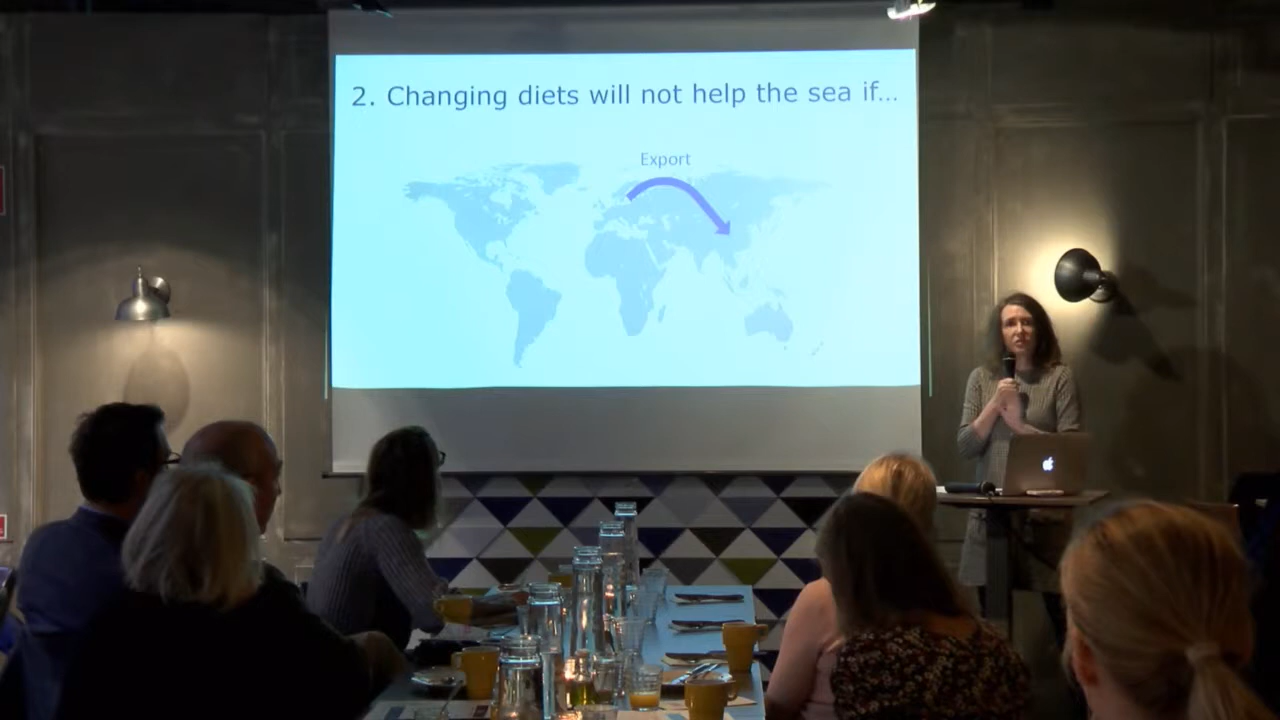 2. Changing diets will not help the sea if...
Export